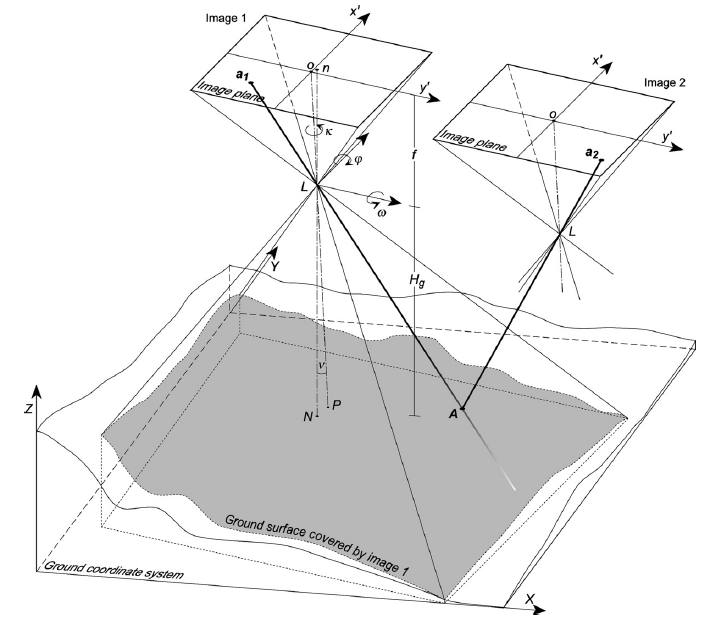 Image 1
x'
o
n
a1
Image plane
y'
κ
φ
f
L
ω
Image 2
x'
o
Image plane
a2
y'
L
Y
Hg
ν
N
P
A
Z
Ground surface covered by image 1
Ground coordinate system
X